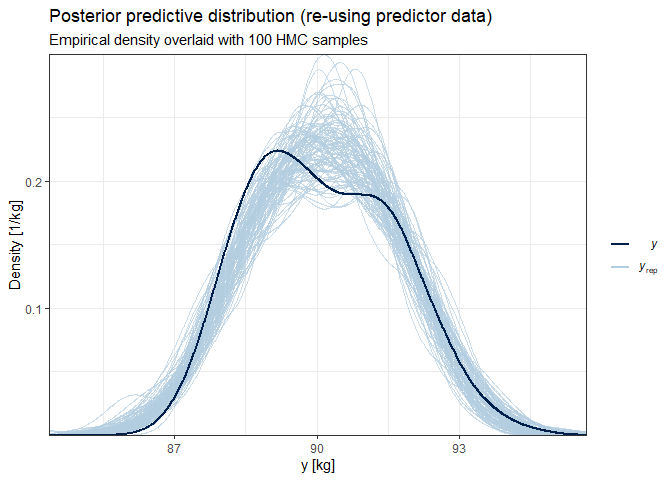 Posterior predictive distribution (re-using predictor data)
Empirical density overlaid with 100 HMC samples
Density [1/kg]
0.2
0.1
87 90 93
y [kg]
y
y rep